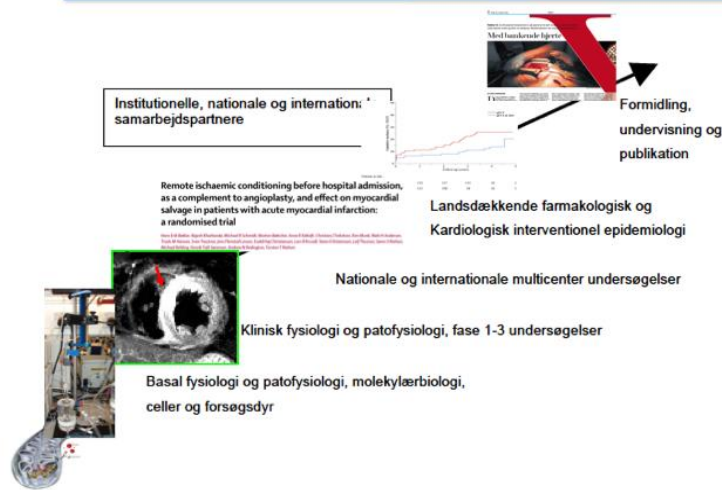 Med bankende hjerte
Institutionelle, nationale og internationale
samarbejdspartnere
Formidling,
undervisning og
publikation
Remote ischaemic conditioning before hospital admission,
as a complement to angioplasty, and effect on myocardial
salvage in patients with acute myocardial infarction:
a randomised trial
Landsdækkende farmakologisk og
Kardiologisk interventionel epidemiologi
Nationale og internationale multicenter undersøgelser
Klinisk fysiologi og patofysiologi, fase 1-3 undersøgelser
Basal fysiologi og patofysiologi, molekylærbiologi,
celler og forsøgsdyr